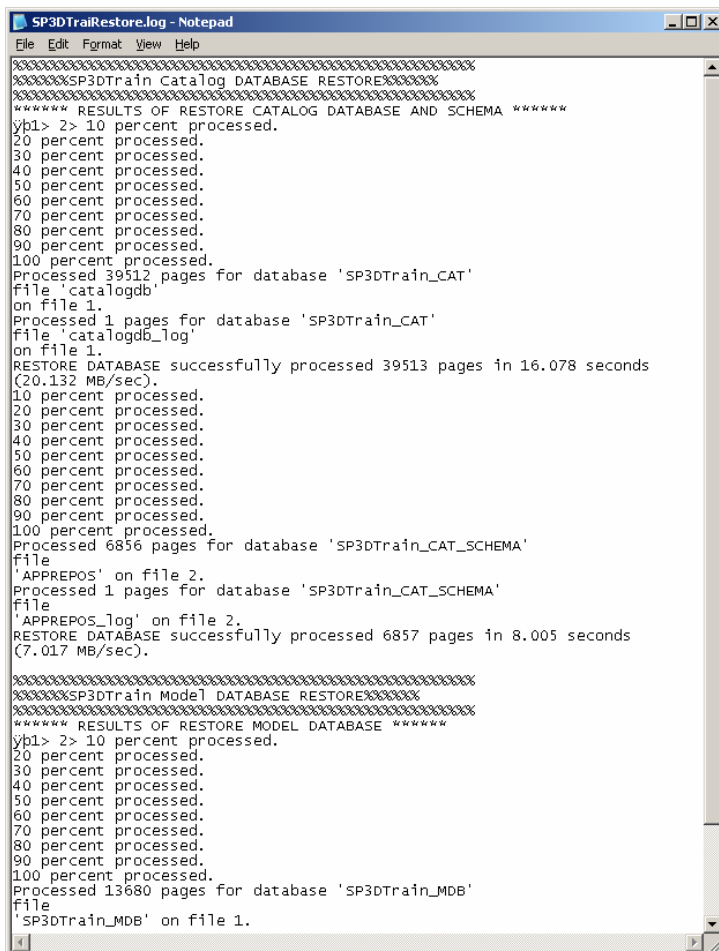 SP3DTraiRestore.log - Notepad
File Edit Format View Help
%%%%%%%%%%%%%%%%%%%%%%%%%%%%%%%%%%%%%%%%%%%%%%%%%%
%%%%%%SP3DTrain Catalog DATABASE RESTORE%%%%%%
%%%%%%%%%%%%%%%%%%%%%%%%%%%%%%%%%%%%%%%%%%%%%%%%%%
****** RESULTS OF RESTORE CATALOG DATABASE AND SCHEMA ******
ÿþ1> 2> 10 percent processed.
20 percent processed.
30 percent processed.
40 percent processed.
50 percent processed.
60 percent processed.
70 percent processed.
80 percent processed.
90 percent processed.
100 percent processed.
Processed 39512 pages for database 'SP3DTrain_CAT'
file 'catalogdb'
on file 1.
Processed 1 pages for database 'SP3DTrain_CAT'
file 'catalogdb_log'
on file 1.
RESTORE DATABASE successfully processed 39513 pages in 16.078 seconds
(20.132 MB/sec).
10 percent processed.
20 percent processed.
30 percent processed.
40 percent processed.
50 percent processed.
60 percent processed.
70 percent processed.
80 percent processed.
90 percent processed.
100 percent processed.
Processed 6856 pages for database 'SP3DTrain_CAT_SCHEMA'
file
'APPREPOS' on file 2.
Processed 1 pages for database 'SP3DTrain_CAT_SCHEMA'
file
'APPREPOS_log' on file 2.
RESTORE DATABASE successfully processed 6857 pages in 8.005 seconds
(7.017 MB/sec).
%%%%%%%%%%%%%%%%%%%%%%%%%%%%%%%%%%%%%%%%%%%%%%%%%%
%%%%%%SP3DTrain Model DATABASE RESTORE%%%%%%
%%%%%%%%%%%%%%%%%%%%%%%%%%%%%%%%%%%%%%%%%%%%%%%%%%
****** RESULTS OF RESTORE MODEL DATABASE ******
ÿþ1> 2> 10 percent processed.
20 percent processed.
30 percent processed.
40 percent processed.
50 percent processed.
60 percent processed.
70 percent processed.
80 percent processed.
90 percent processed.
100 percent processed.
Processed 13680 pages for database 'SP3DTrain_MDB'
file
'SP3DTrain_MDB' on file 1.